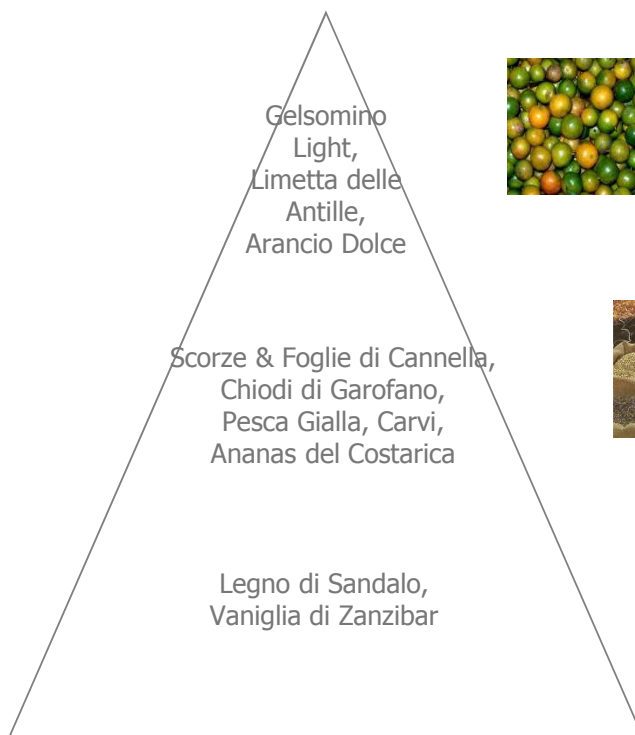 Gelsomino
Light,
Limetta delle
Antille,
Arancio Dolce
Scorze & Foglie di Cannella,
Chiodi di Garofano,
Pesca Gialla, Carvi,
Ananas del Costarica
Legno di Sandalo,
Vaniglia di Zanzibar